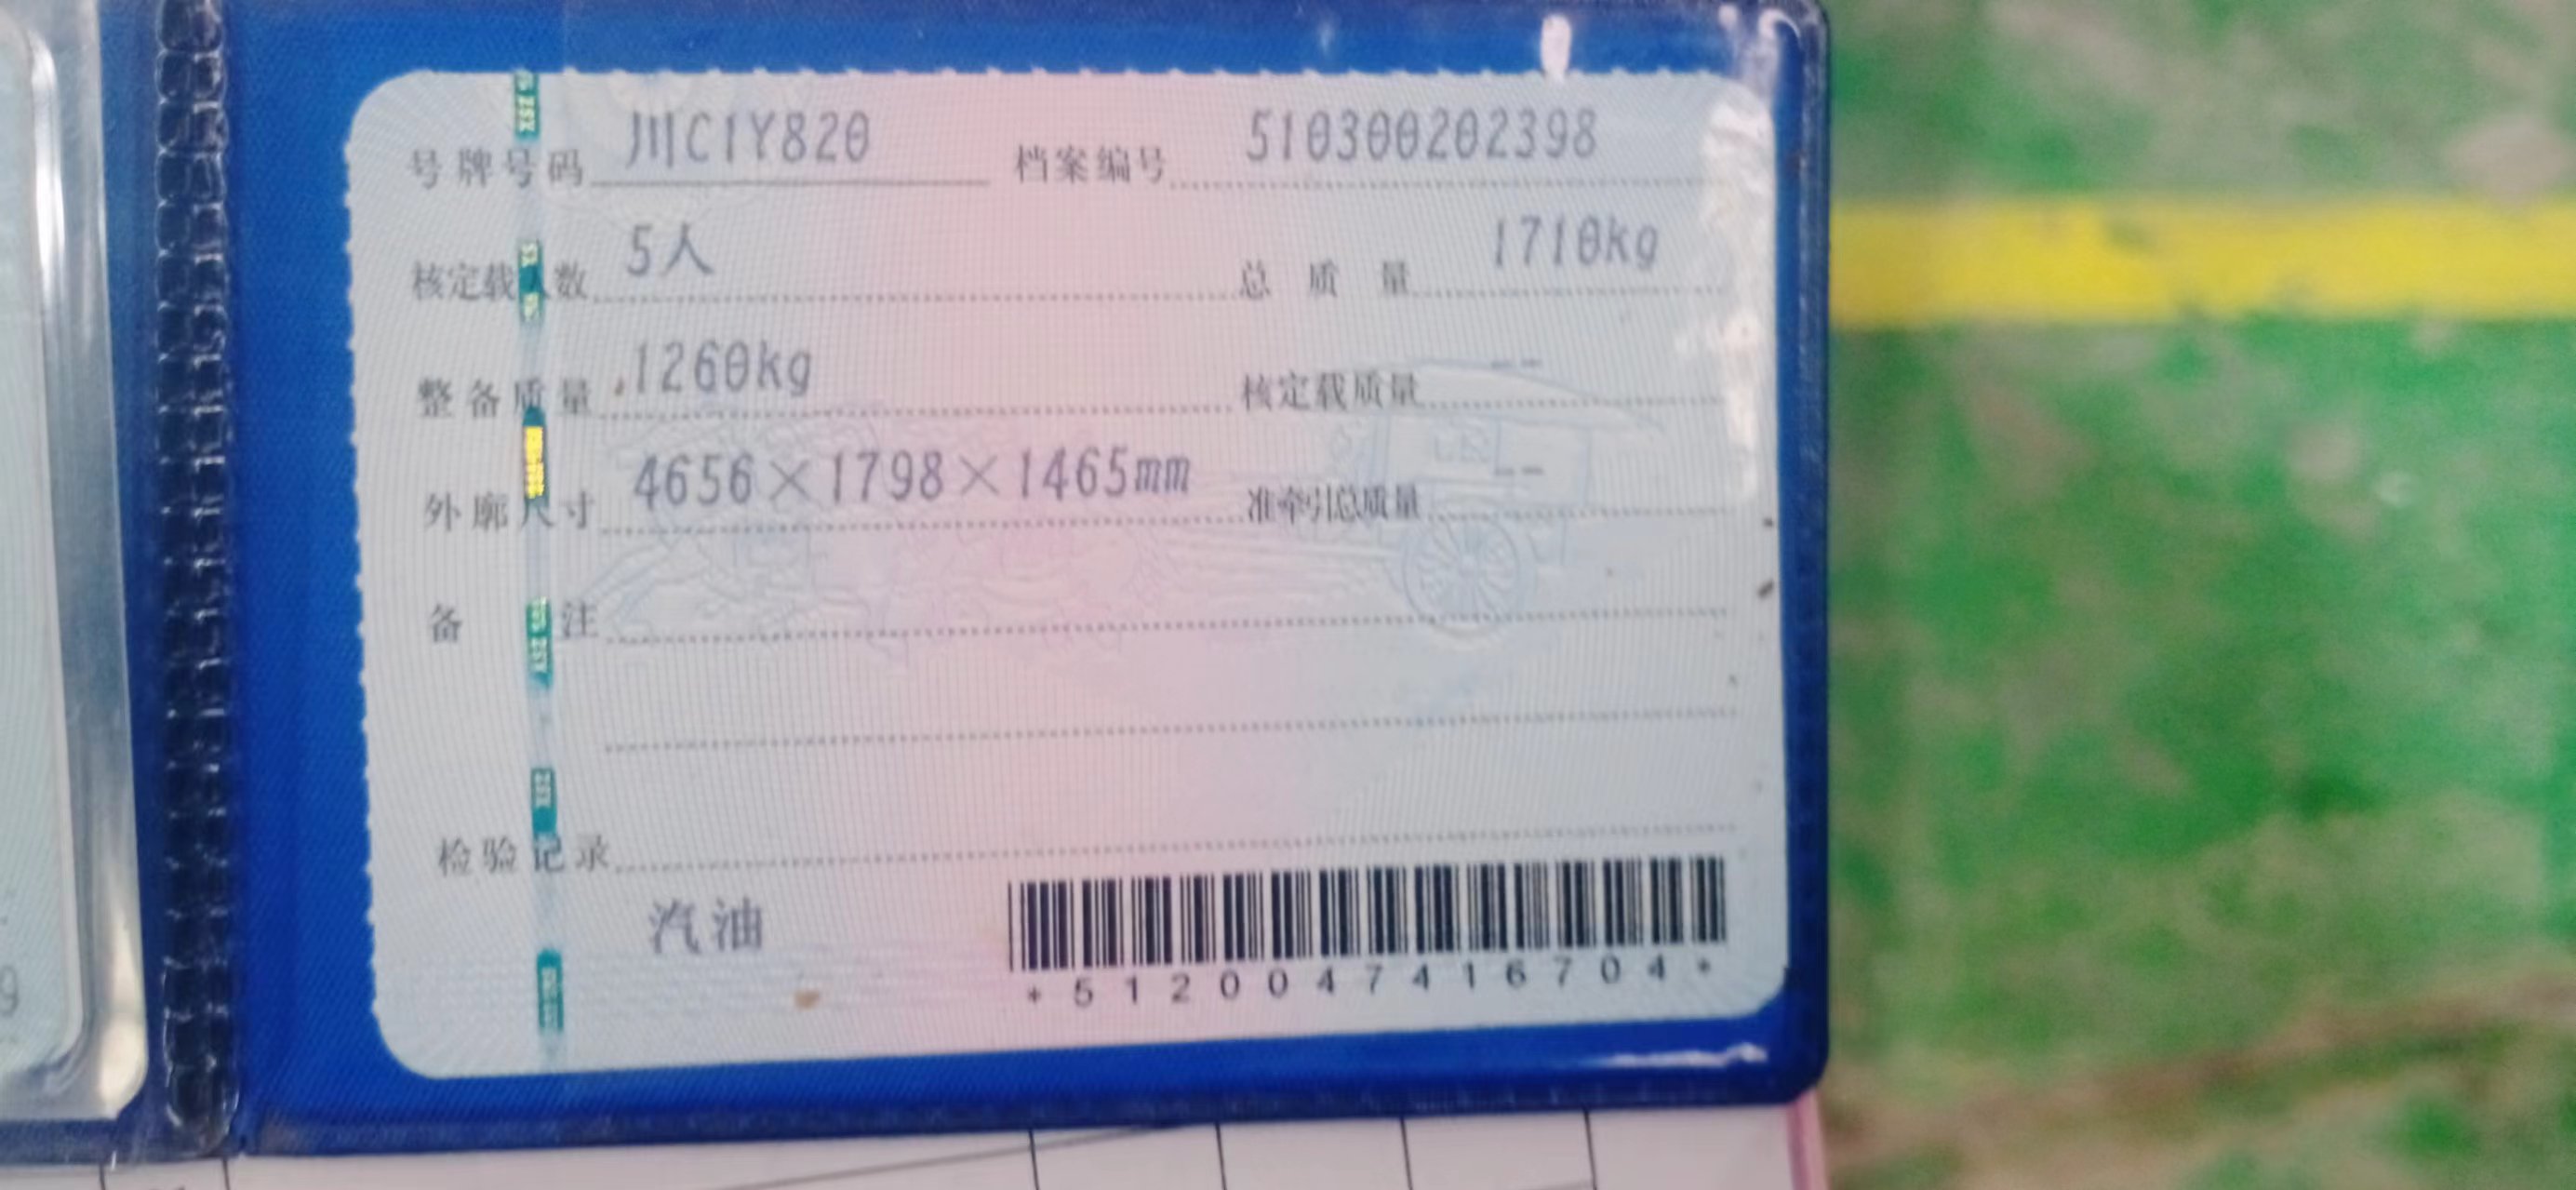 号牌号码 川C1Y820 档案编号 510300202398
核定载人数 5人 总质量 1710kg
整备质量 1260kg 核定载质量 --
外廓尺寸 4656×1798×1465mm 准牵引总质量 --
备注
检验记录
汽油
*5120047416704*
9